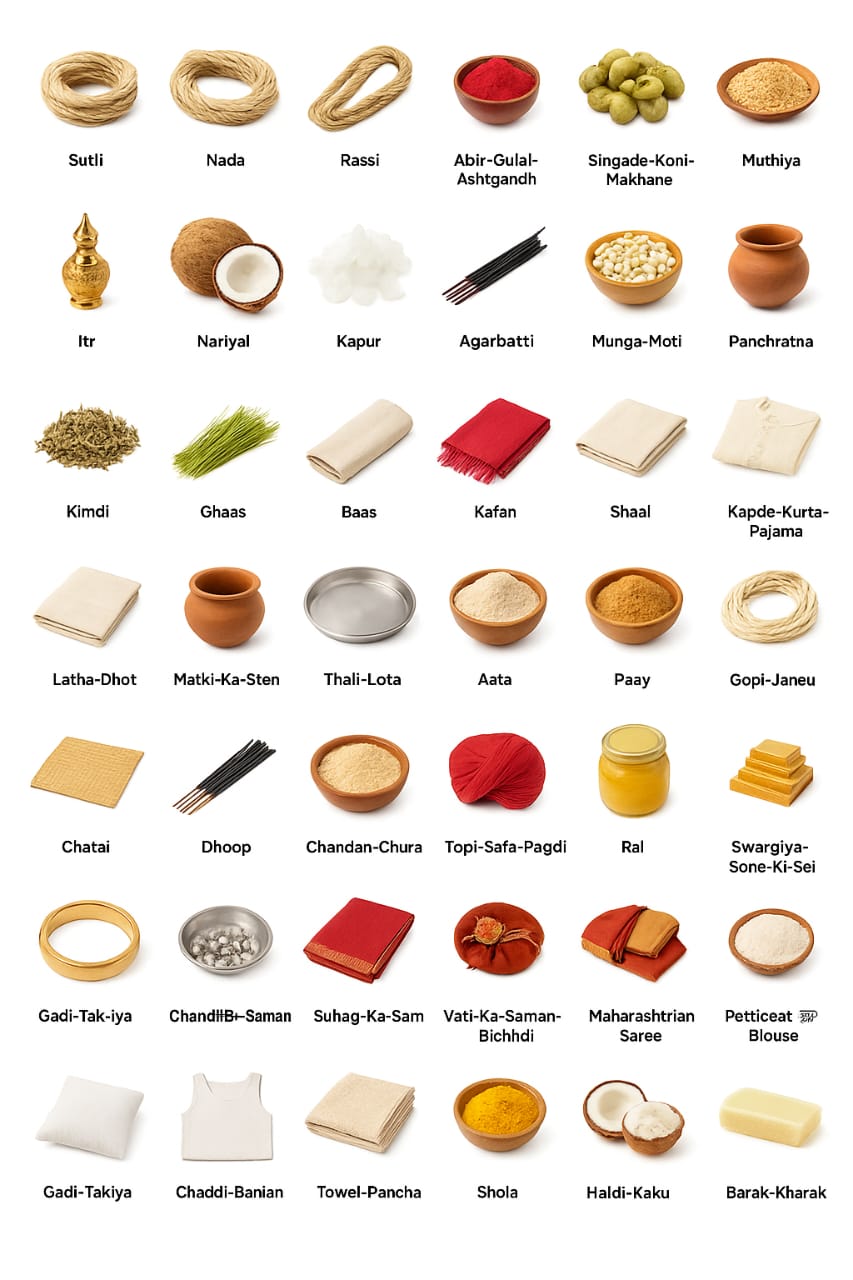 Sutli
Nada
Rassi
Abir-Gulal-
Ashtgandh
Singade-Koni-
Makhane
Muthiya
Itr
Nariyal
Kapur
Agarbatti
Munga-Moti
Panchratna
Kimdi
Ghaas
Baas
Kafan
Shaal
Kapde-Kurta-
Pajama
Latha-Dhot
Matki-Ka-Sten
Thali-Lota
Aata
Paay
Gopi-Janeu
Chatai
Dhoop
Chandan-Chura
Topi-Safa-Pagdi
Ral
Swargiya-
Sone-Ki-Sei
Gadi-Tak-iya
Saman
Suhag-Ka-Sam
Vati-Ka-Saman-
Bichhdi
Maharashtrian
Saree
Petticeat
Blouse
Gadi-Takiya
Chaddi-Banian
Towel-Pancha
Shola
Haldi-Kaku
Barak-Kharak